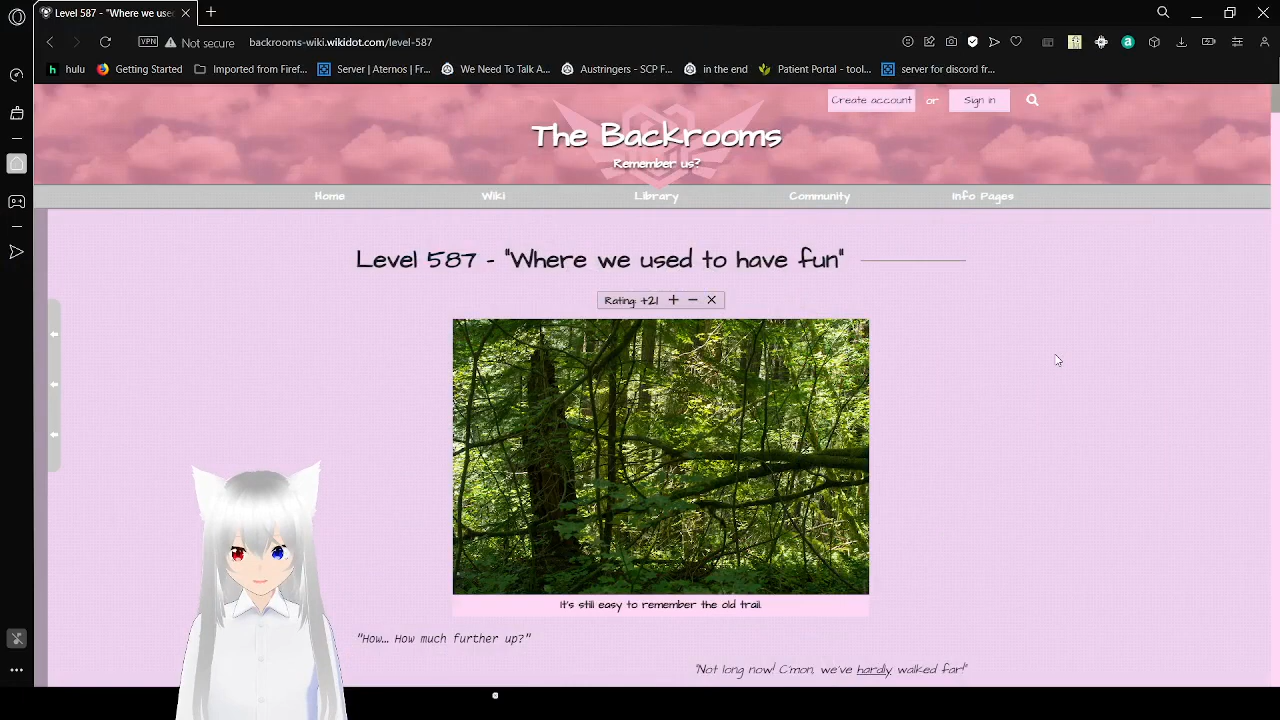 Level 587 - "Where we use
VPN Not secure backrooms-wiki.wikidot.com/level-587
hulu Getting Started Imported from Firef... Server | Aternos | Fr... We Need To Talk A... Austringers - SCP F... in the end Patient Portal - tool... server for discord fr...
Create account or Sign in
The Backrooms
Remember us?
Home Wiki Library Community Info Pages
Level 587 - "Where we used to have fun"
Rating: +21 + − X
It's still easy to remember the old trail.
"How... How much further up?"
"Not long now! C'mon, we've hardly walked far!"